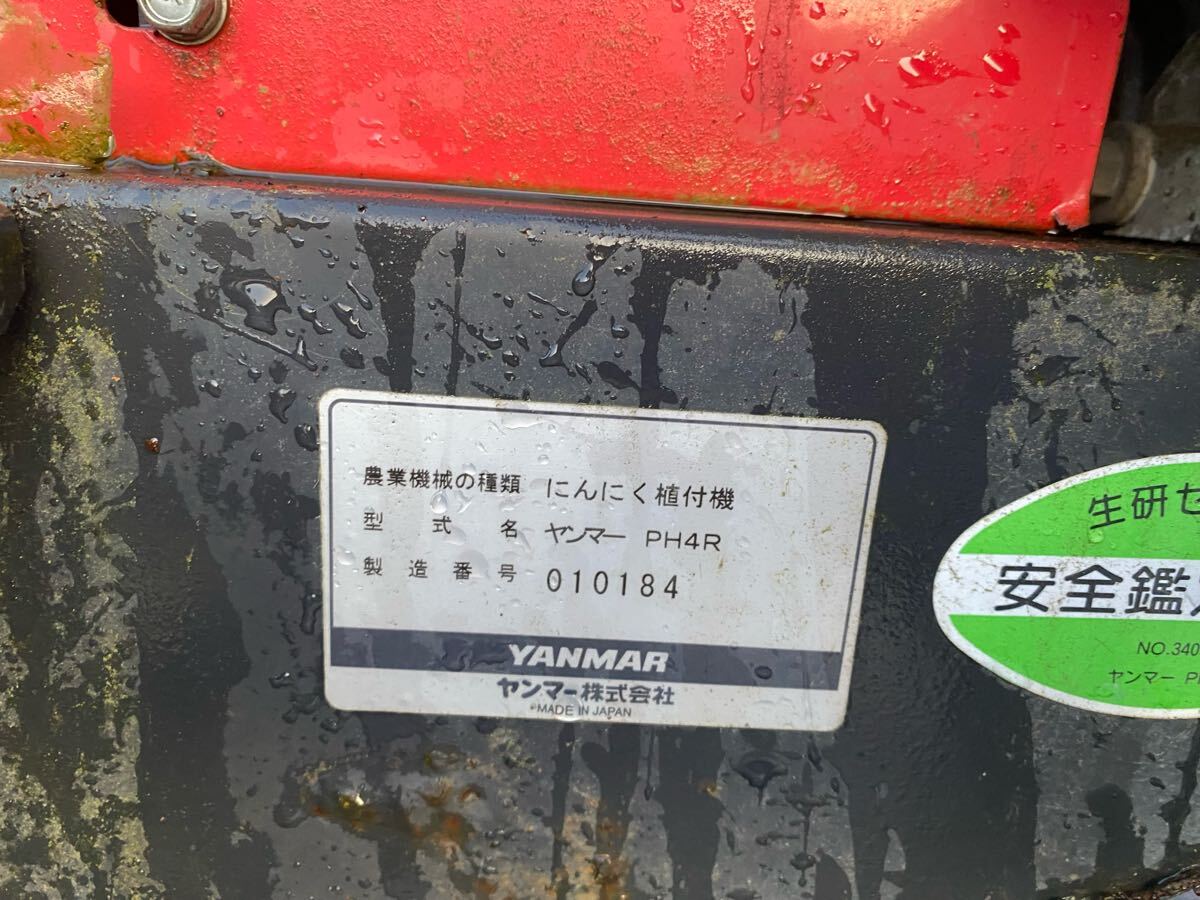 農業機械の種類 にんにく植付機
型式名 ヤンマー PH4R
製造番号 010184
YANMAR
ヤンマー株式会社
MADE IN JAPAN
生研セ
安全鑑
NO.340
ヤンマー P